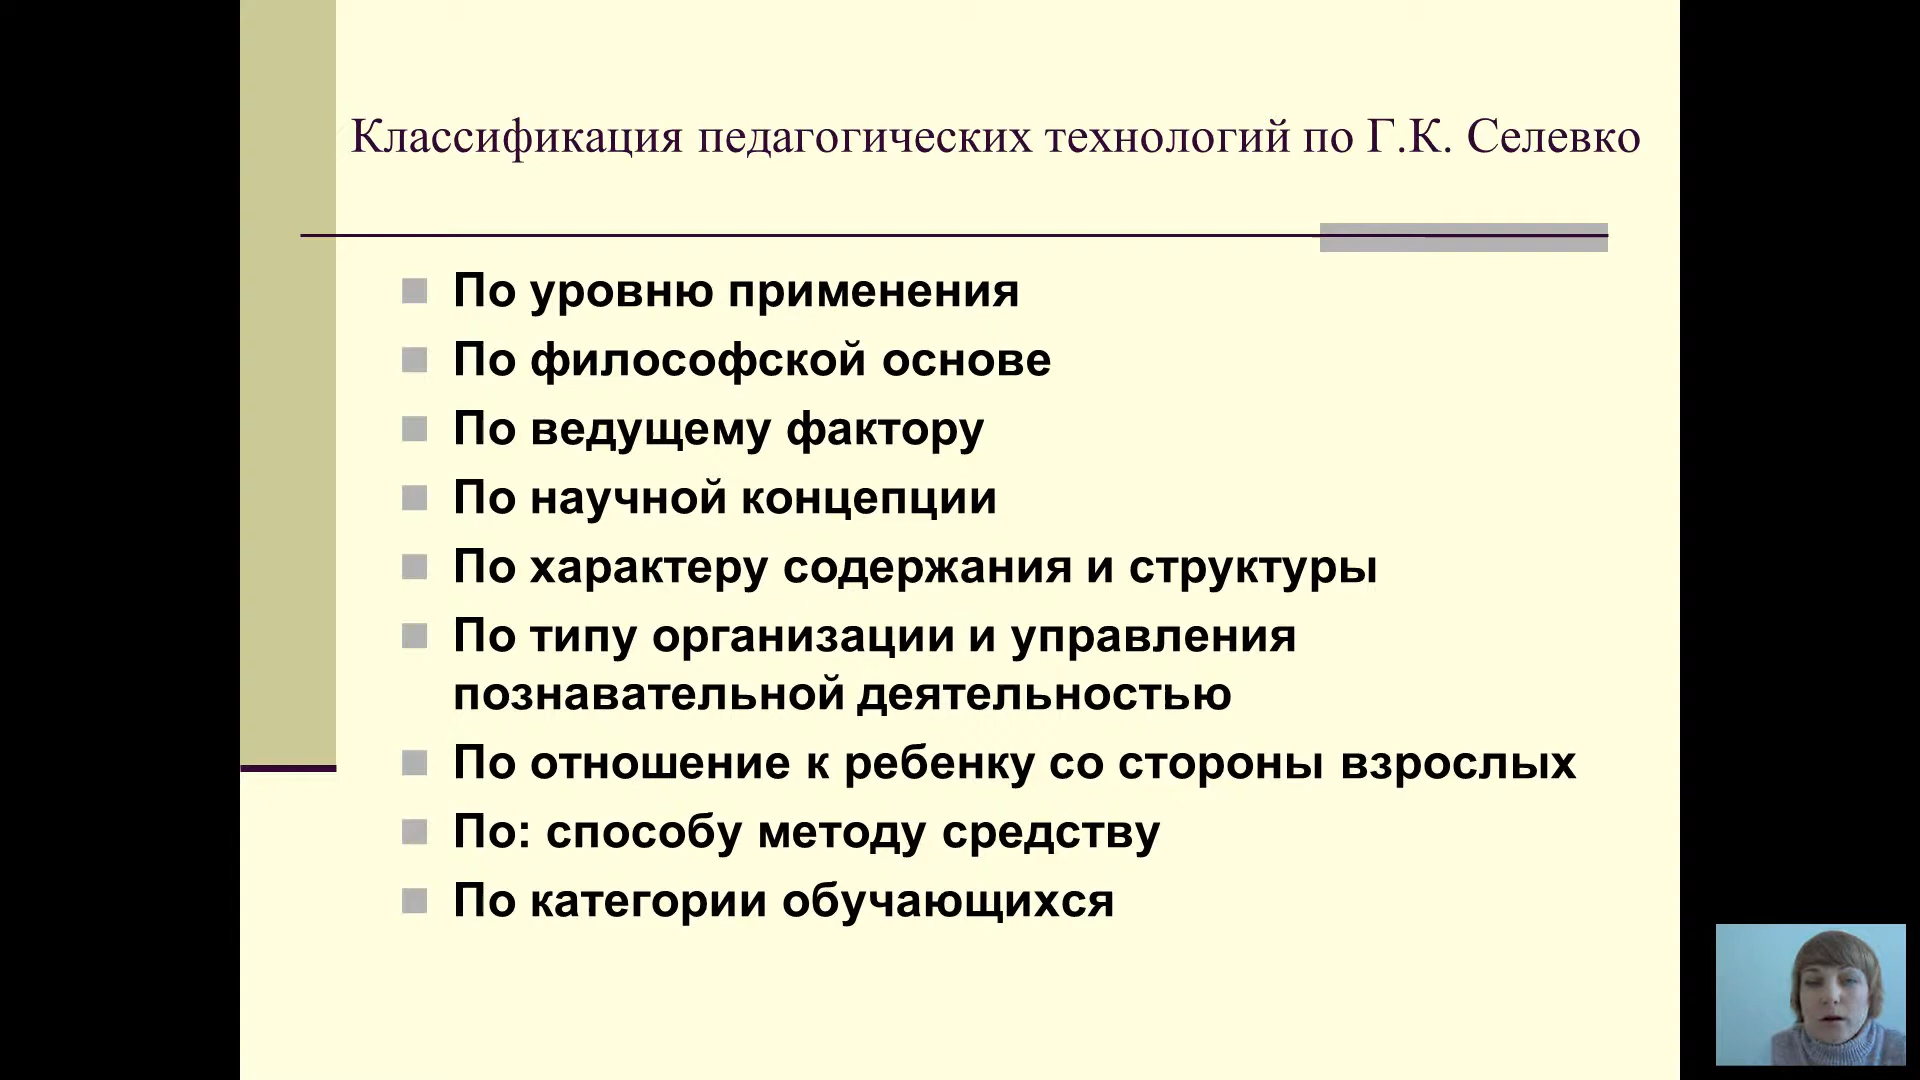 Классификация педагогических технологий по Г.К. Селевко
По уровню применения
По философской основе
По ведущему фактору
По научной концепции
По характеру содержания и структуры
По типу организации и управления
познавательной деятельностью
По отношение к ребенку со стороны взрослых
По: способу методу средству
По категории обучающихся